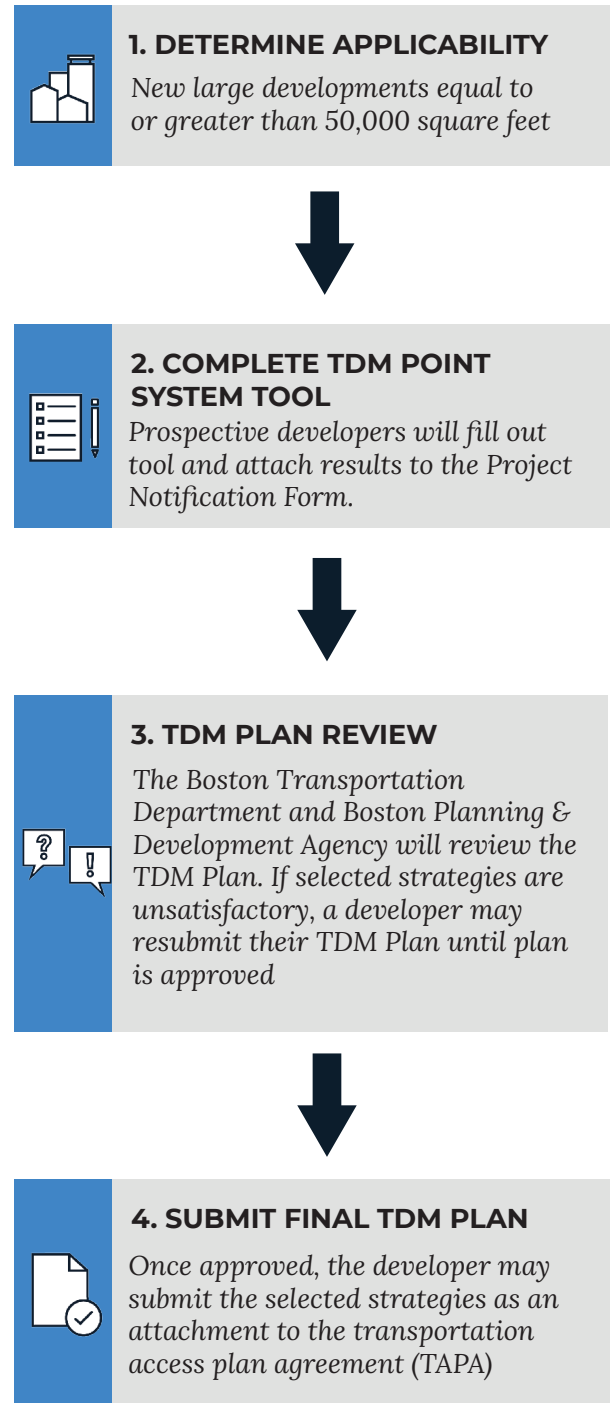 1. DETERMINE APPLICABILITY
New large developments equal to
or greater than 50,000 square feet
2. COMPLETE TDM POINT
SYSTEM TOOL
Prospective developers will fill out
tool and attach results to the Project
Notification Form.
?
!
3. TDM PLAN REVIEW
The Boston Transportation
Department and Boston Planning &
Development Agency will review the
TDM Plan. If selected strategies are
unsatisfactory, a developer may
resubmit their TDM Plan until plan
is approved
4. SUBMIT FINAL TDM PLAN
Once approved, the developer may
submit the selected strategies as an
attachment to the transportation
access plan agreement (TAPA)